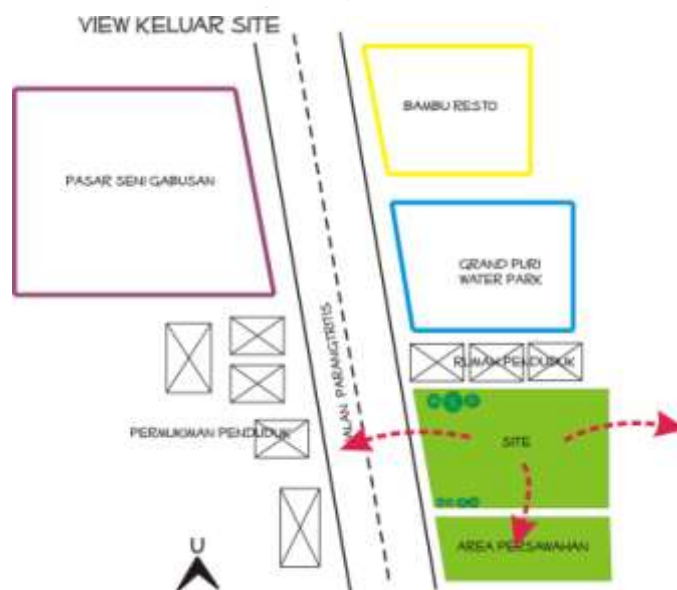 VIEW KELUAR SITE
BAMBU RESTO
PASAR SENI GABUSAN
GRAND PURI
WATER PARK
JALAN PARANGTRITIS
RUMAH PENDUDUK
PERMUKIMAN PENDUDUK
SITE
AREA PERSAWAHAN
U